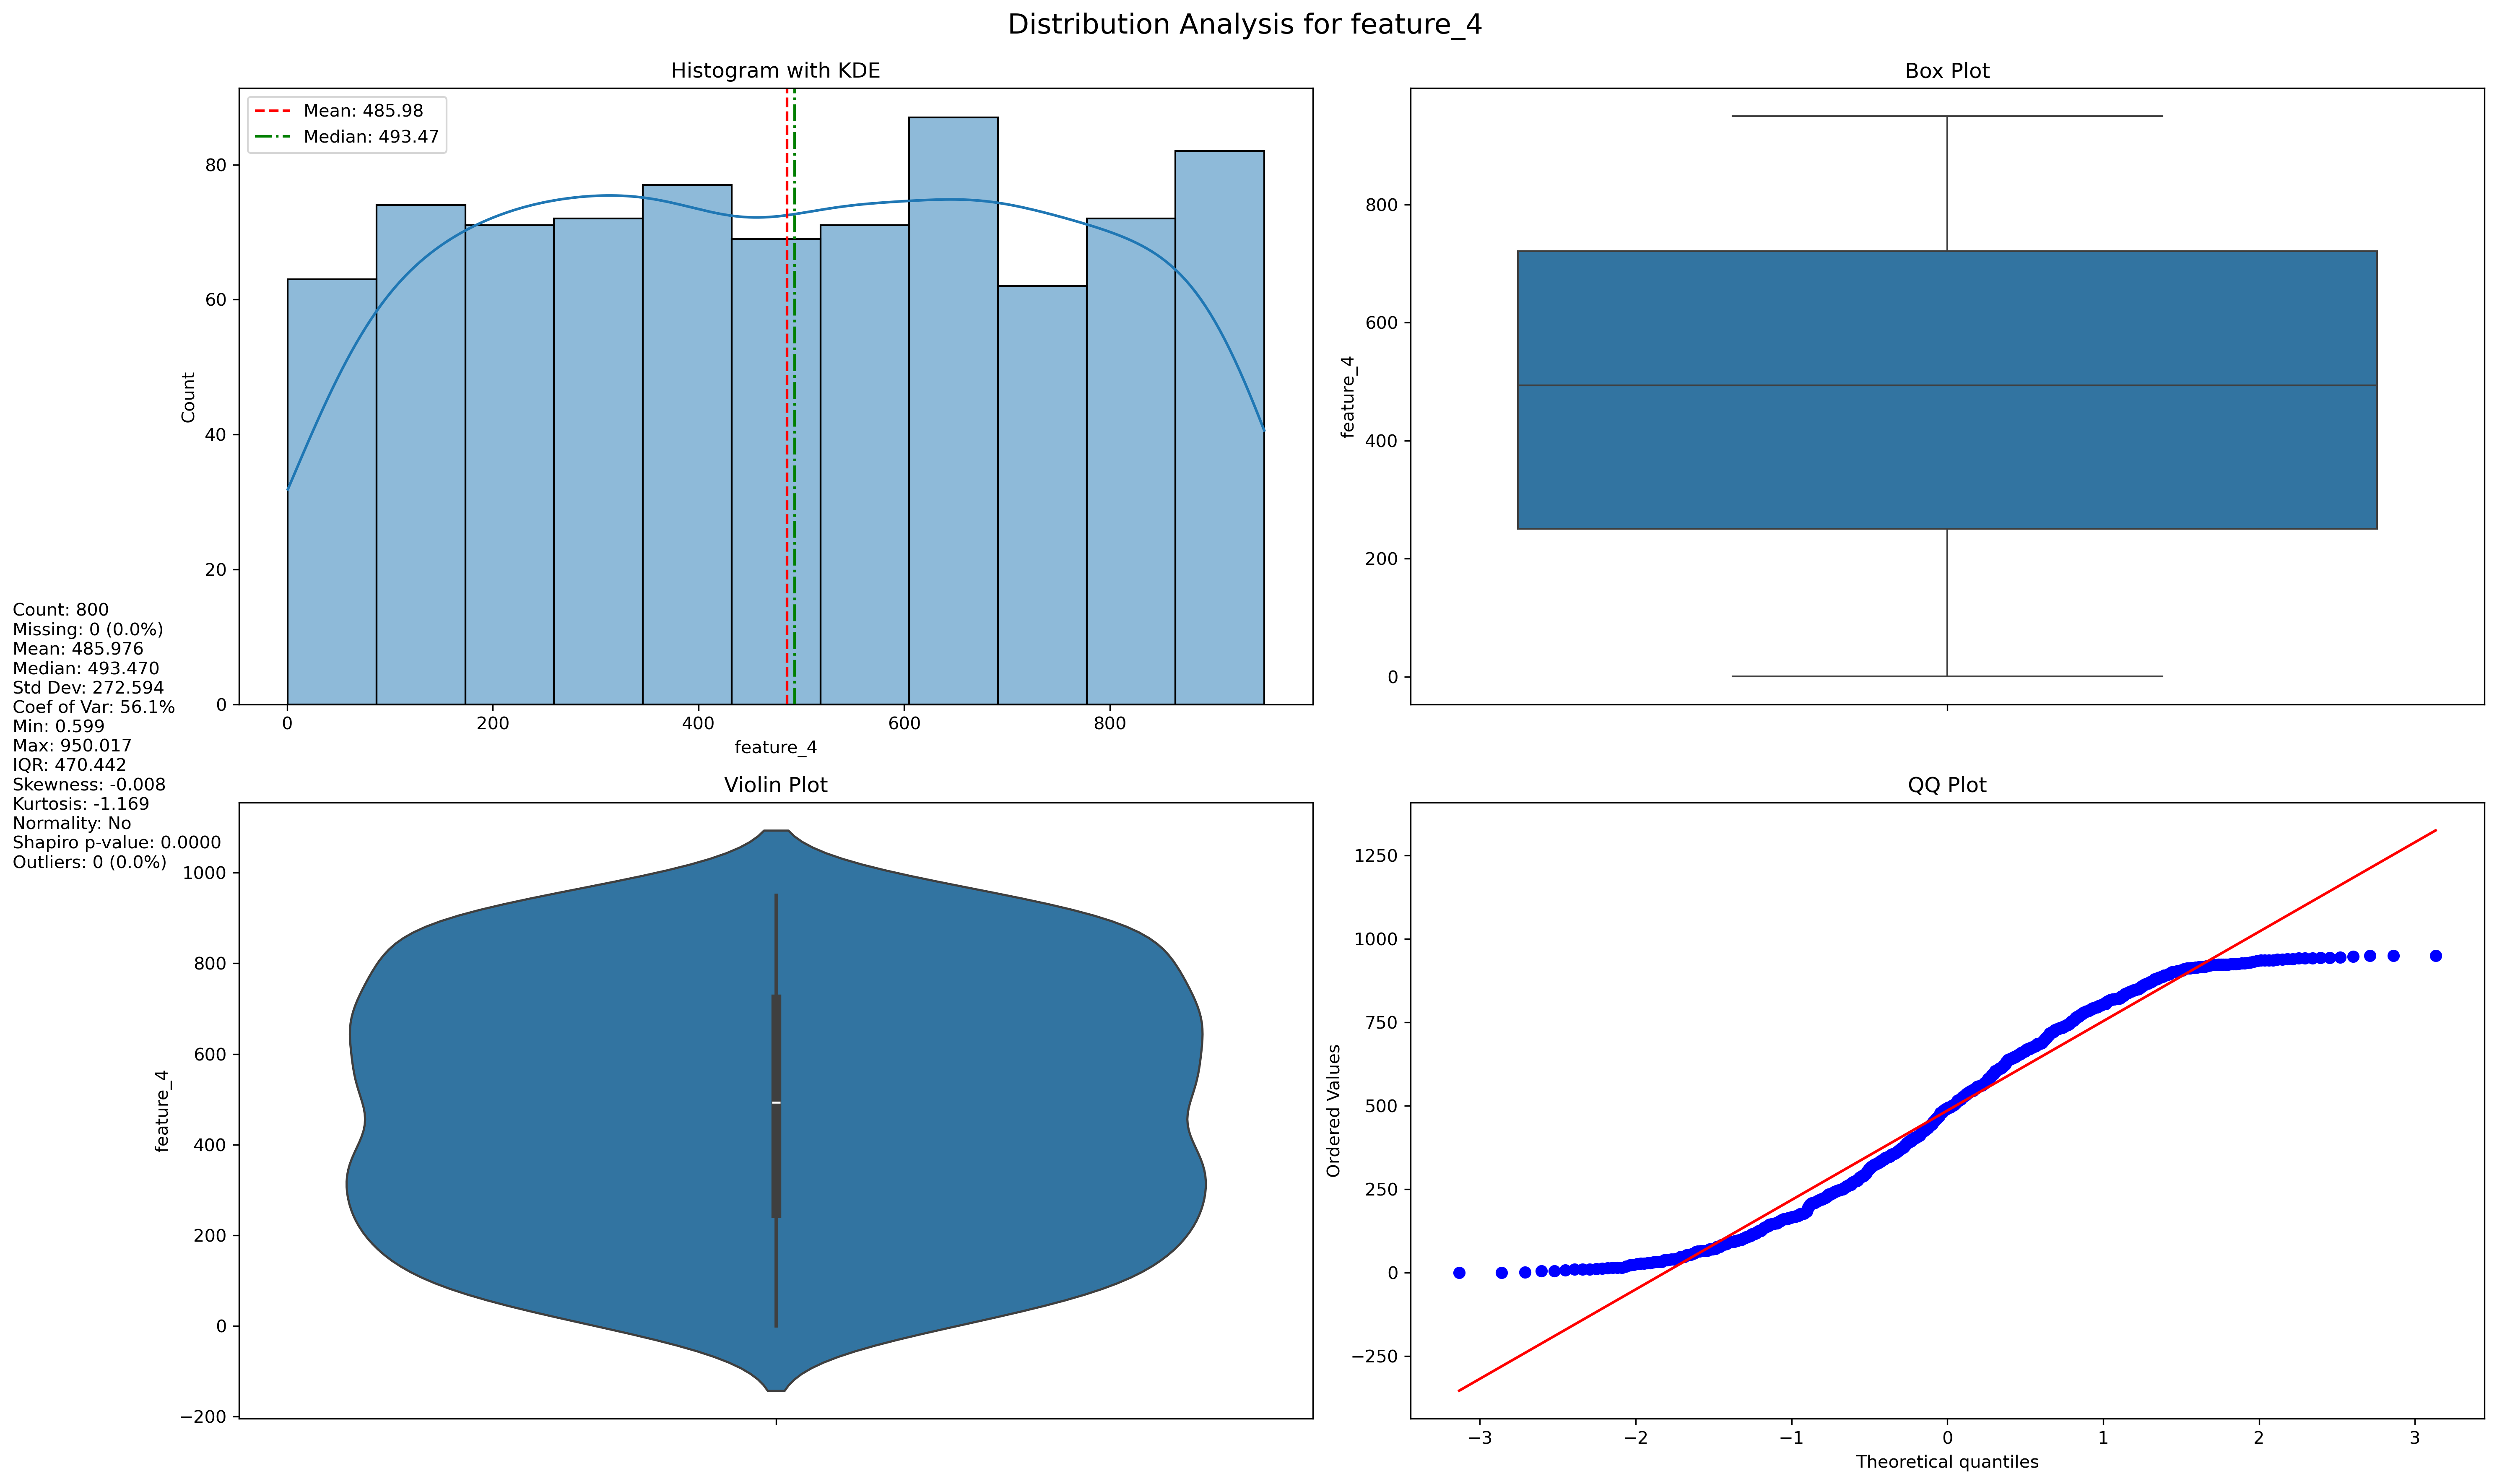 Distribution Analysis for feature_4
Histogram with KDE
Mean: 485.98
Median: 493.47
80
60
40
20
0
Count
0 200 400 600 800
feature_4
Box Plot
800
600
400
200
0
feature_4
Count: 800
Missing: 0 (0.0%)
Mean: 485.976
Median: 493.470
Std Dev: 272.594
Coef of Var: 56.1%
Min: 0.599
Max: 950.017
IQR: 470.442
Skewness: -0.008
Kurtosis: -1.169
Normality: No
Shapiro p-value: 0.0000
Outliers: 0 (0.0%)
Violin Plot
1000
800
600
400
200
0
−200
feature_4
QQ Plot
1250
1000
750
500
250
0
−250
Ordered Values
−3 −2 −1 0 1 2 3
Theoretical quantiles